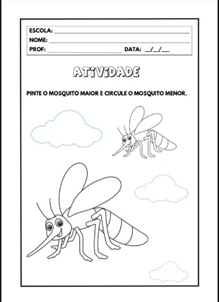 ESCOLA:
NOME:
PROF: DATA: __/__/__
ATIVIDADE
PINTE O MOSQUITO MAIOR E CIRCULE O MOSQUITO MENOR.